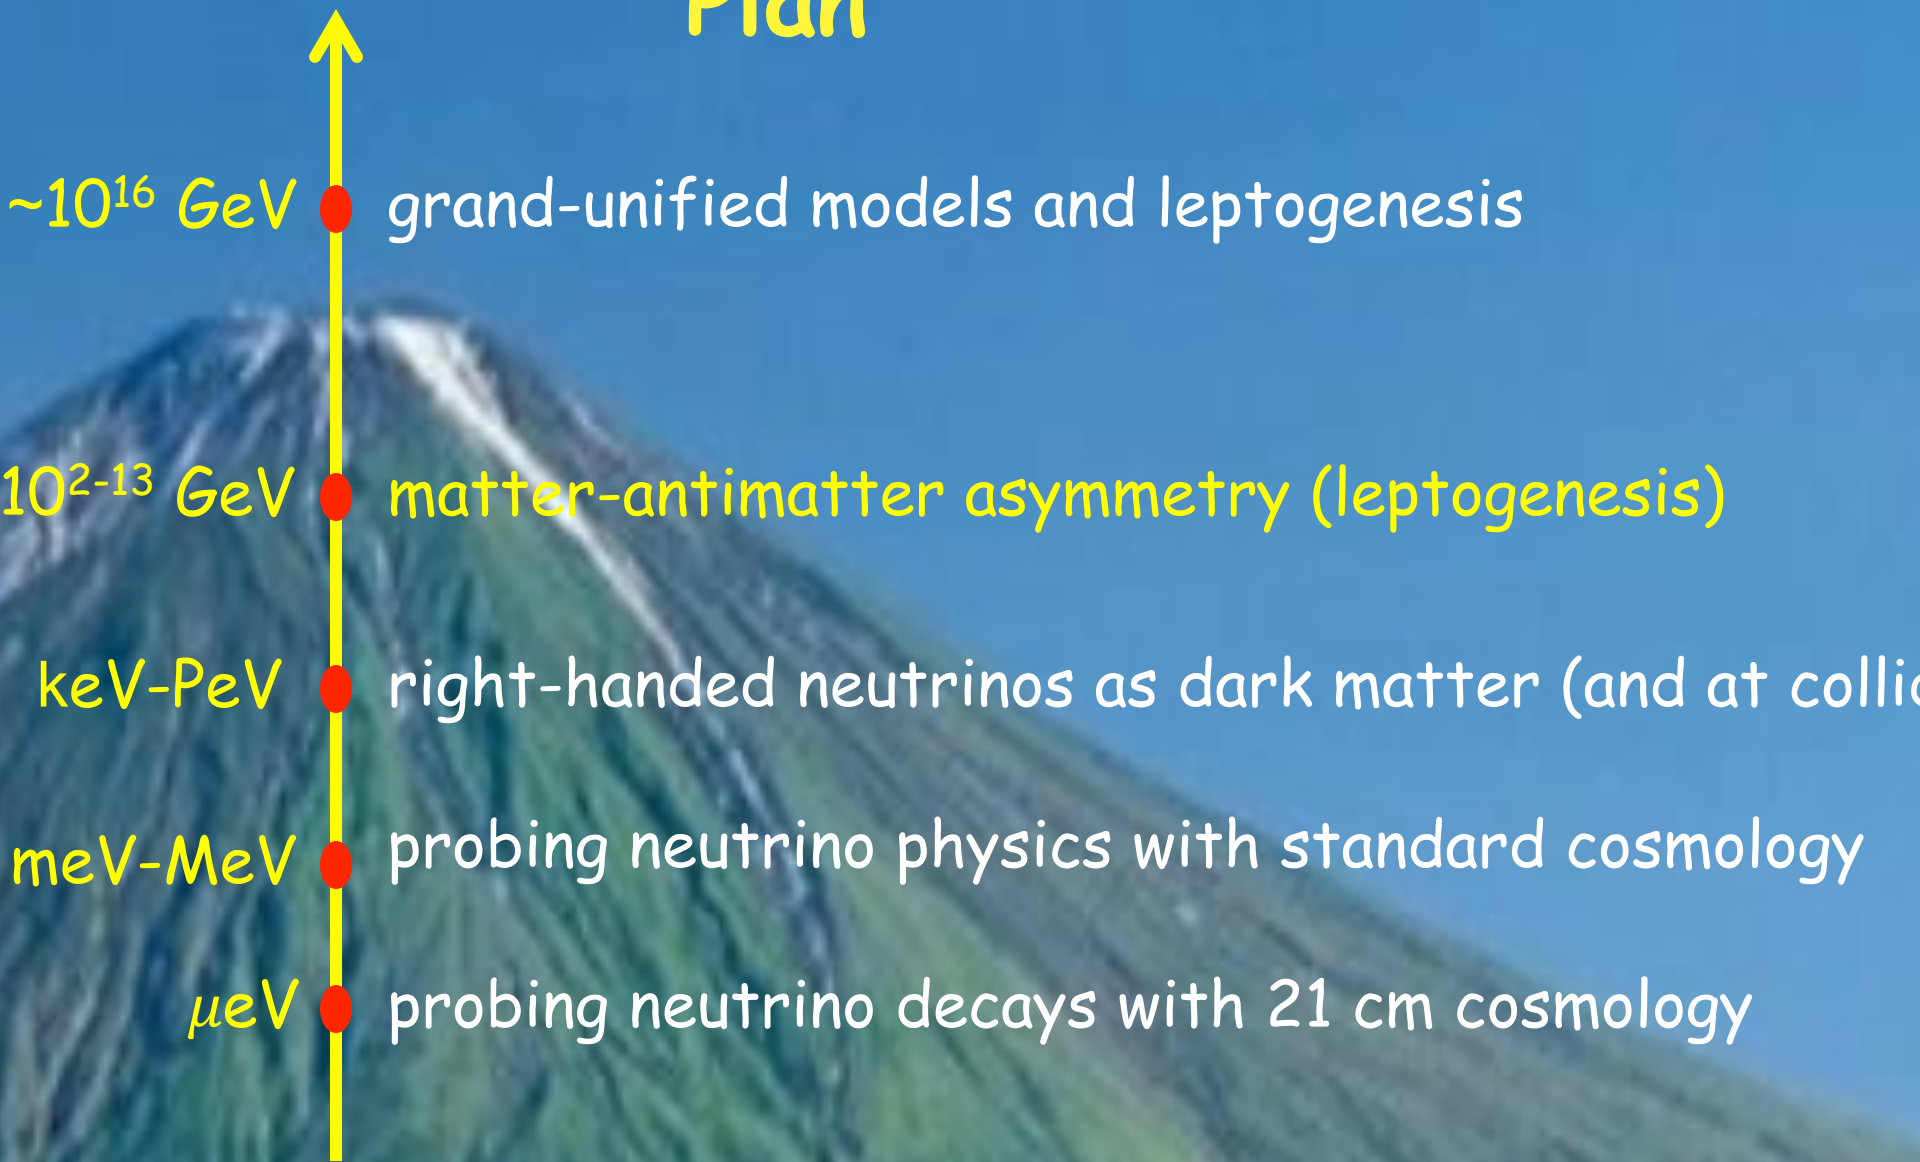 Plan
~10¹⁶ GeV grand-unified models and leptogenesis
10²⁻¹³ GeV matter-antimatter asymmetry (leptogenesis)
keV-PeV right-handed neutrinos as dark matter (and at
meV-MeV probing neutrino physics with standard cosmology
μeV probing neutrino decays with 21 cm cosmology